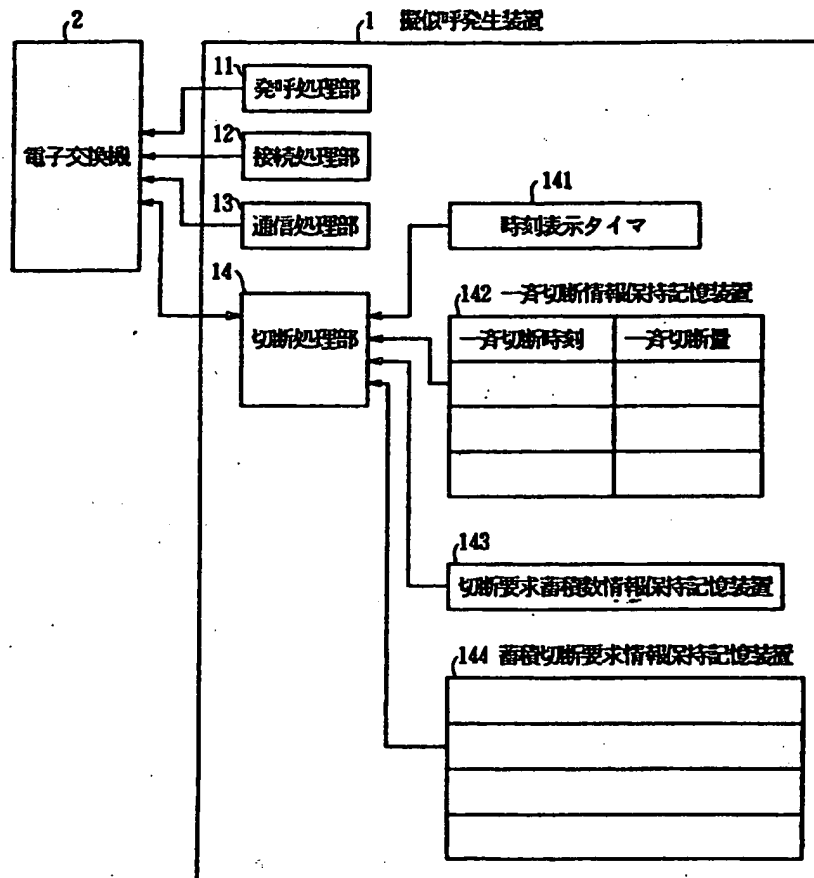 2
1 擬似呼発生装置
電子交換機
11
発呼処理部
12
接続処理部
13
通信処理部
14
切断処理部
141
時刻表示タイマ
142 一斉切断情報保持記憶装置
一斉切断時刻 一斉切断量
143
切断要求蓄積数情報保持記憶装置
144 蓄積切断要求情報保持記憶装置